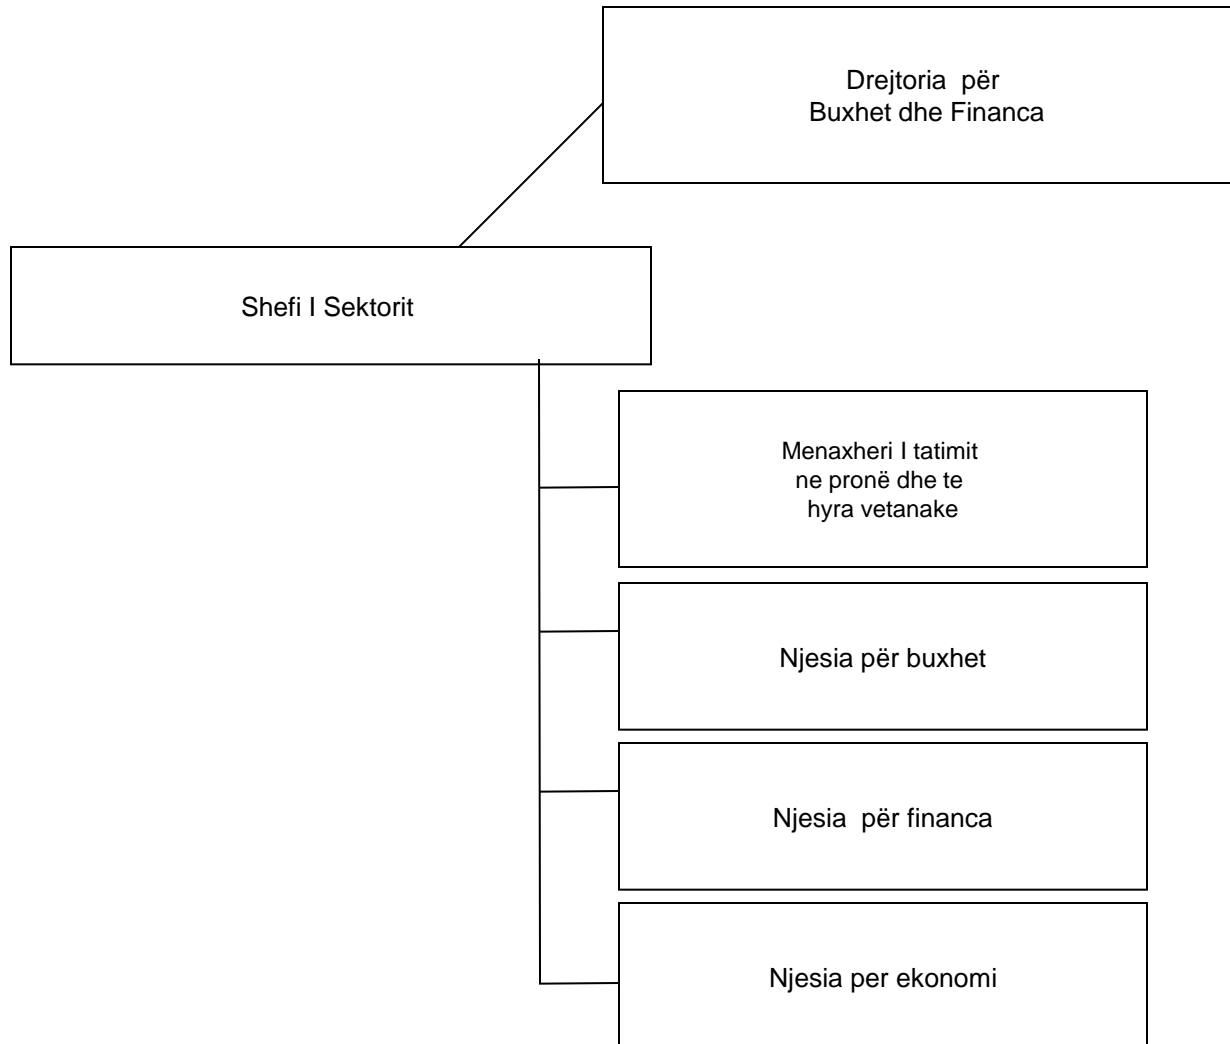 Drejtoria për
Buxhet dhe Financa
Shefi I Sektorit
Menaxheri I tatimit
ne pronë dhe te
hyra vetanake
Njesia për buxhet
Njesia për financa
Njesia per ekonomi